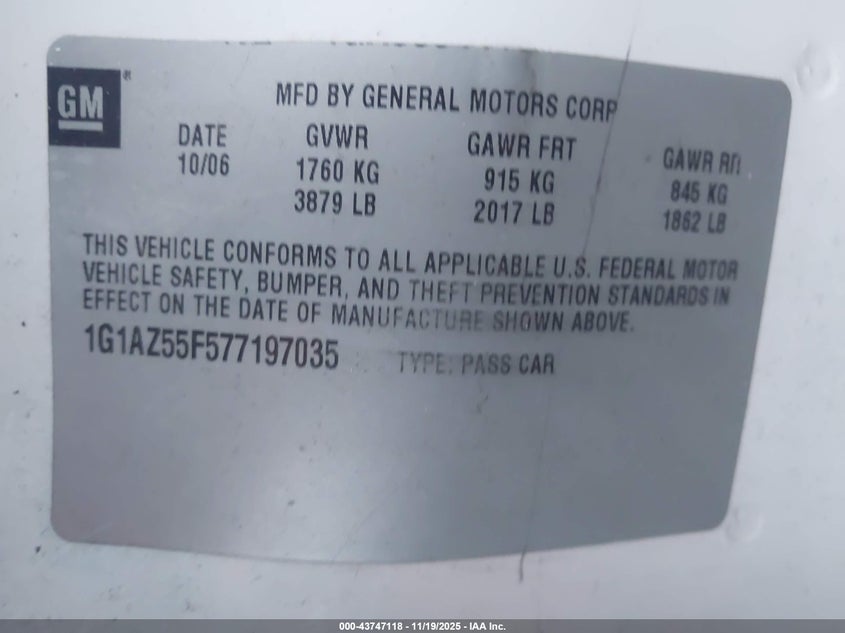 GM
®
MFD BY GENERAL MOTORS CORP
DATE GVWR GAWR FRT GAWR RR
10/06 1760 KG 915 KG 845 KG
3879 LB 2017 LB 1862 LB
THIS VEHICLE CONFORMS TO ALL APPLICABLE U.S. FEDERAL MOTOR
VEHICLE SAFETY, BUMPER, AND THEFT PREVENTION STANDARDS IN
EFFECT ON THE DATE OF MANUFACTURE SHOWN ABOVE.
1G1AZ55F577197035 TYPE: PASS CAR
000-43747118 - 11/19/2025 - IAA Inc.